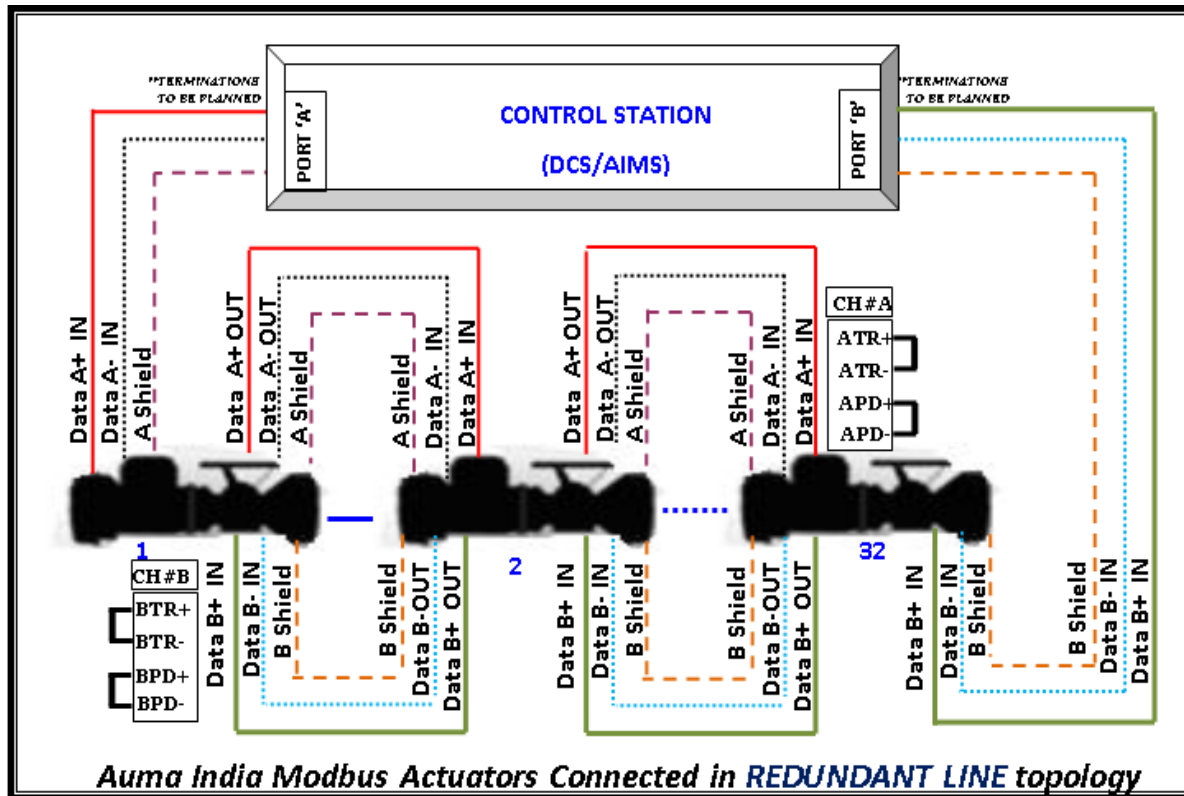 "TERMINATIONS
TO BE PLANNED
"TERMINATIONS
TO BE PLANNED
PORT 'A'
CONTROL STATION
(DCS/AIMS)
PORT 'B'
Data A+ IN
Data A- IN
A Shield
Data A+ OUT
Data A- OUT
A Shield
A Shield
Data A- IN
Data A+ IN
Data A+ OUT
Data A- OUT
A Shield
A Shield
Data A- IN
Data A+ IN
CH#A
ATR+
ATR-
APD+
APD-
1
2
32
CH#B
BTR+
BTR-
BPD+
BPD-
Data B+ IN
Data B- IN
B Shield
B Shield
Data B-OUT
Data B+ OUT
Data B+ IN
Data B- IN
B Shield
B Shield
Data B-OUT
Data B+ OUT
Data B+ IN
Data B- IN
B Shield
B Shield
Data B- IN
Data B+ IN
Auma India Modbus Actuators Connected in REDUNDANT LINE topology